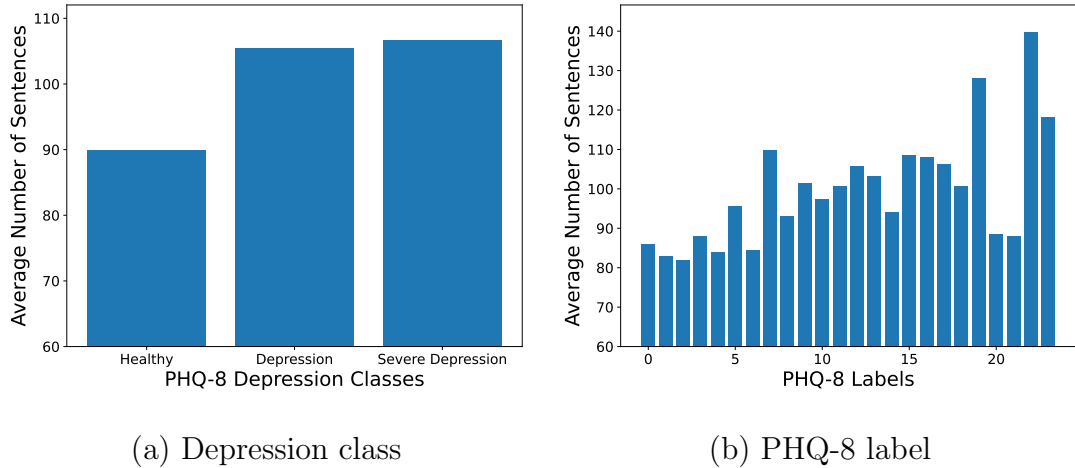 110
100
90
80
70
60
Average Number of Sentences
Healthy Depression Severe Depression
PHQ-8 Depression Classes
(a) Depression class
140
130
120
110
100
90
80
70
60
Average Number of Sentences
0 5 10 15 20
PHQ-8 Labels
(b) PHQ-8 label